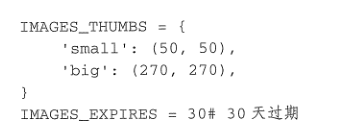 IMAGES_THUMBS = {
    'small': (50, 50),
    'big': (270, 270),
}
IMAGES_EXPIRES = 30# 30 天过期